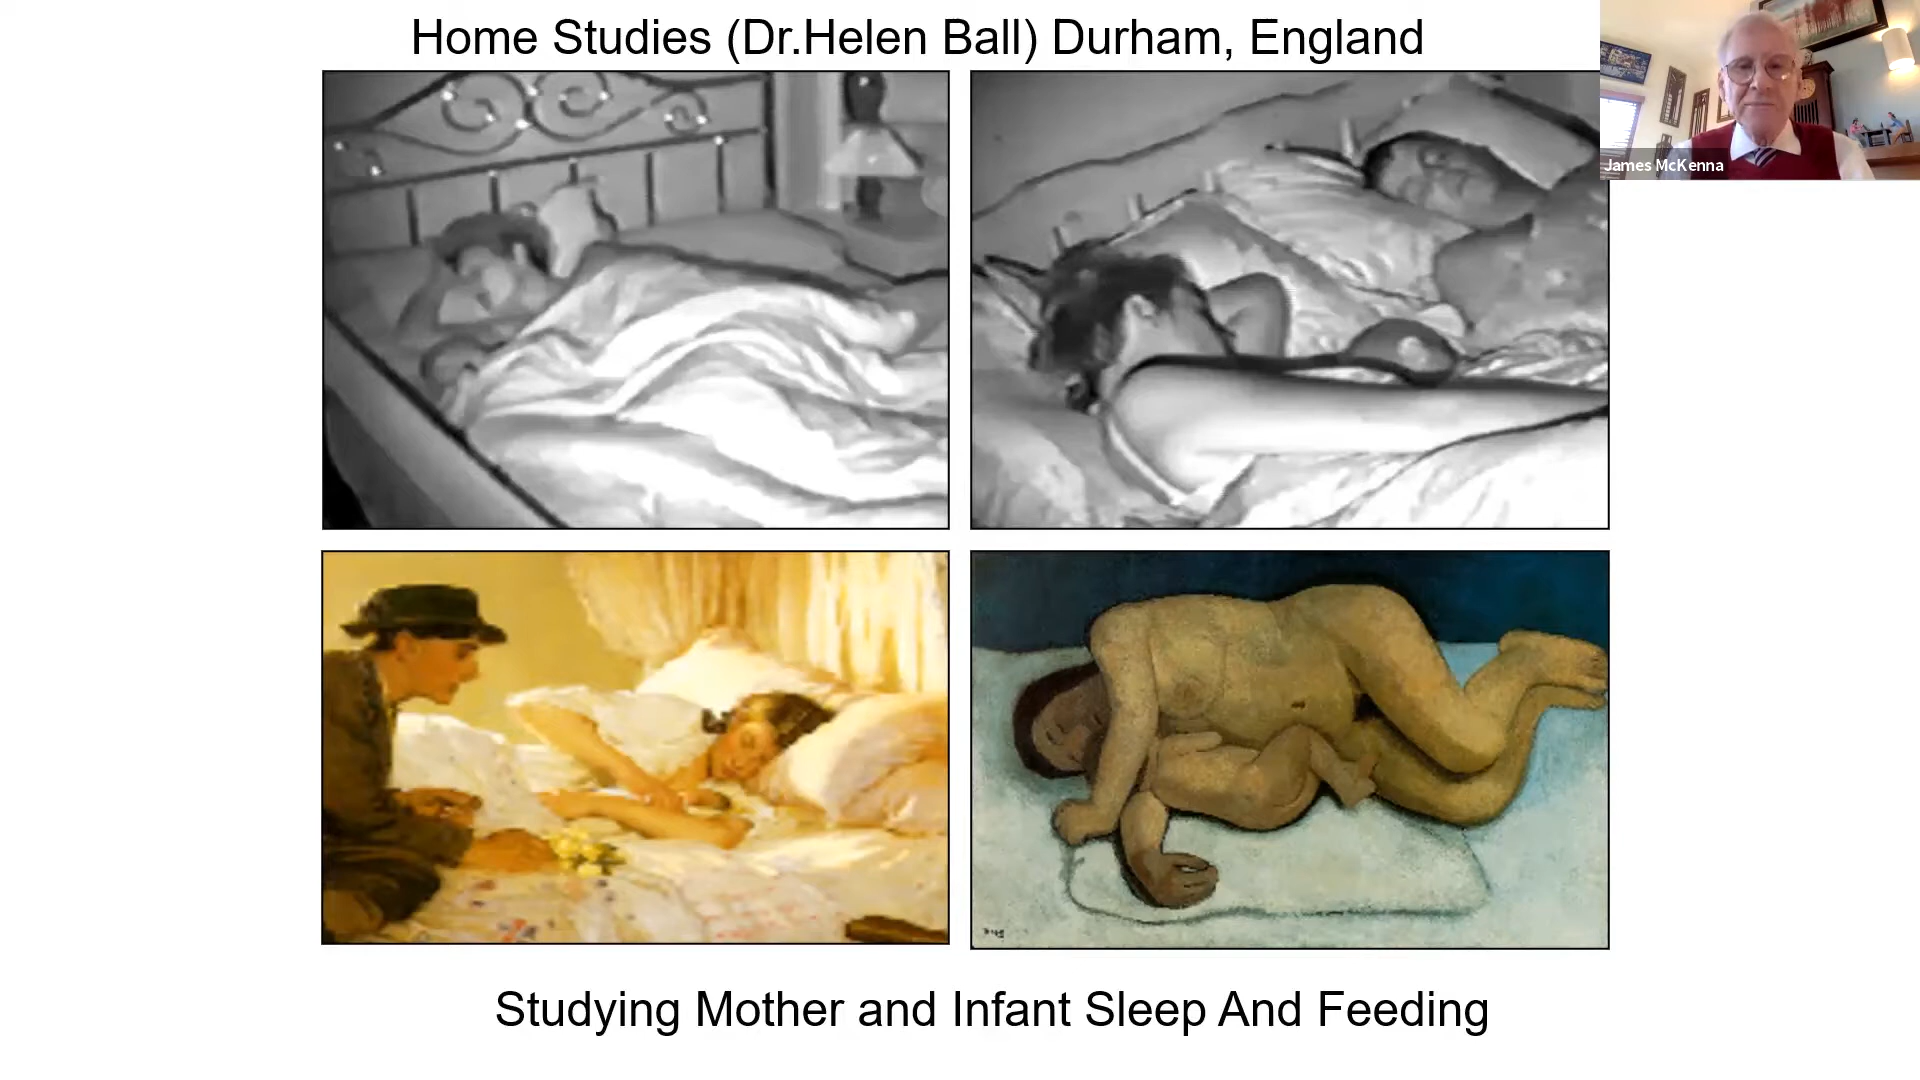 Home Studies (Dr.Helen Ball) Durham, England
James McKenna
Studying Mother and Infant Sleep And Feeding